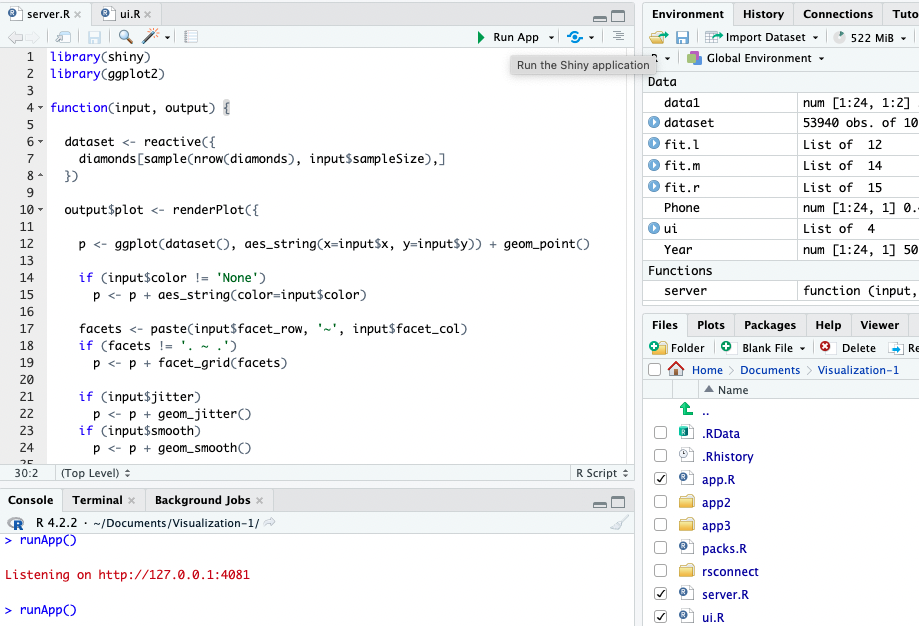 server.R × ui.R ×
Run App
Run the Shiny application
1 library(shiny)
2 library(ggplot2)
3
4 function(input, output) {
5
6 dataset <- reactive({
7 diamonds[sample(nrow(diamonds), input$sampleSize),]
8 })
9
10 output$plot <- renderPlot({
11
12 p <- ggplot(dataset(), aes_string(x=input$x, y=input$y)) + geom_point()
13
14 if (input$color != 'None')
15 p <- p + aes_string(color=input$color)
16
17 facets <- paste(input$facet_row, '~', input$facet_col)
18 if (facets != '. ~ .')
19 p <- p + facet_grid(facets)
20
21 if (input$jitter)
22 p <- p + geom_jitter()
23 if (input$smooth)
24 p <- p + geom_smooth()
25
30:2 (Top Level) R Script
Console Terminal × Background Jobs ×
R 4.2.2 · ~/Documents/Visualization-1/
> runApp()
Listening on http://127.0.0.1:4081
> runApp()
Environment History Connections Tuto
Import Dataset 522 MiB
R Global Environment
Data
data1 num [1:24, 1:2]
dataset 53940 obs. of 10
fit.l List of 12
fit.m List of 14
fit.r List of 15
Phone num [1:24, 1] 0.
ui List of 4
Year num [1:24, 1] 50
Functions
server function (input,
Files Plots Packages Help Viewer
Folder Blank File Delete Re
Home Documents Visualization-1
Name
..
.RData
.Rhistory
app.R
app2
app3
packs.R
rsconnect
server.R
ui.R